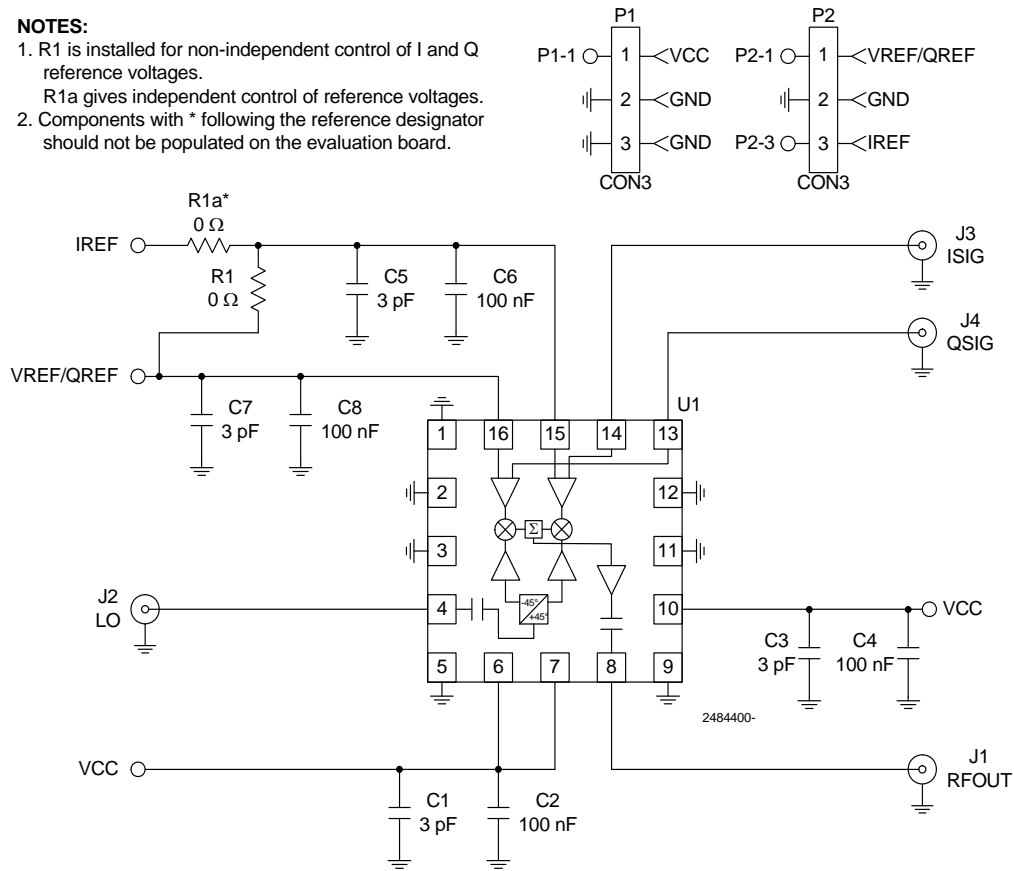 NOTES:
1. R1 is installed for non-independent control of I and Q
reference voltages.
R1a gives independent control of reference voltages.
2. Components with * following the reference designator
should not be populated on the evaluation board.
P1
P1-1 1 VCC
2 GND
3 GND
CON3
P2
P2-1 1 VREF/QREF
2 GND
P2-3 3 IREF
CON3
R1a*
0 Ω
IREF
R1
0 Ω
C5
3 pF
C6
100 nF
J3
ISIG
J4
QSIG
VREF/QREF
C7
3 pF
C8
100 nF
U1
1 16 15 14 13
2 12
Σ
3 11
J2
LO
4 -45° +45° 10 VCC
C3
3 pF
C4
100 nF
5 6 7 8 9
2484400-
VCC
J1
RFOUT
C1
3 pF
C2
100 nF